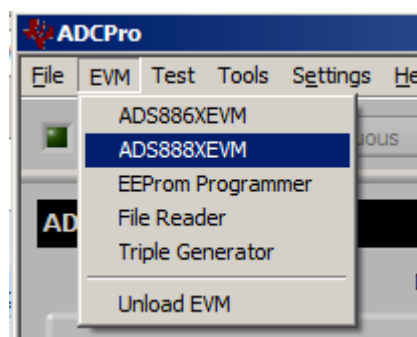 ADCPro
File EVM Test Tools Settings
ADS886XEVM
ADS888XEVM
EEProm Programmer
File Reader
Triple Generator
Unload EVM